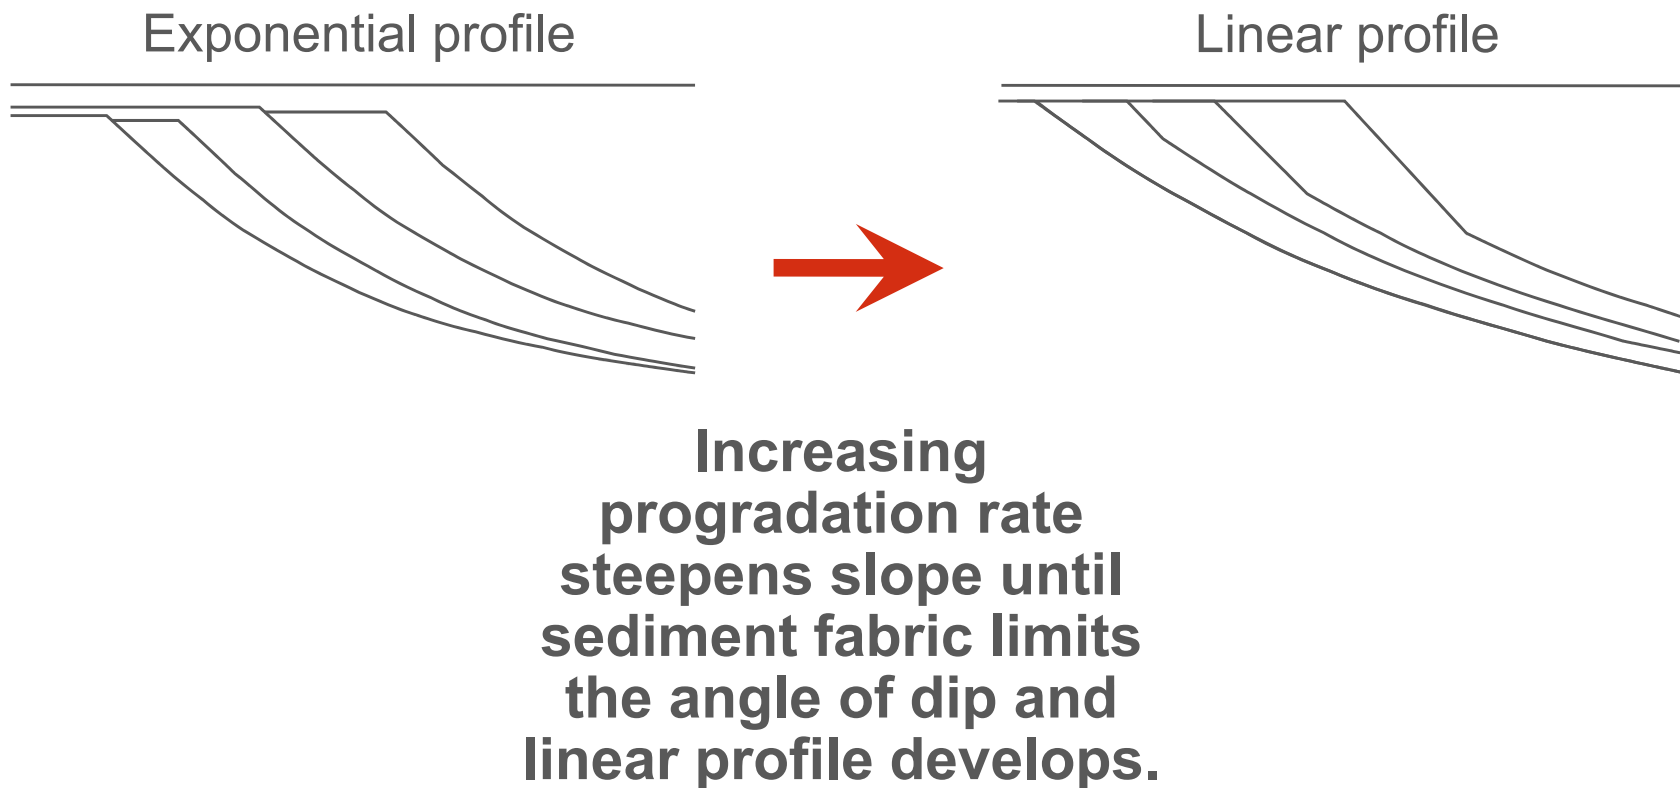 Exponential profile
Linear profile
Increasing
progradation rate
steepens slope until
sediment fabric limits
the angle of dip and
linear profile develops.